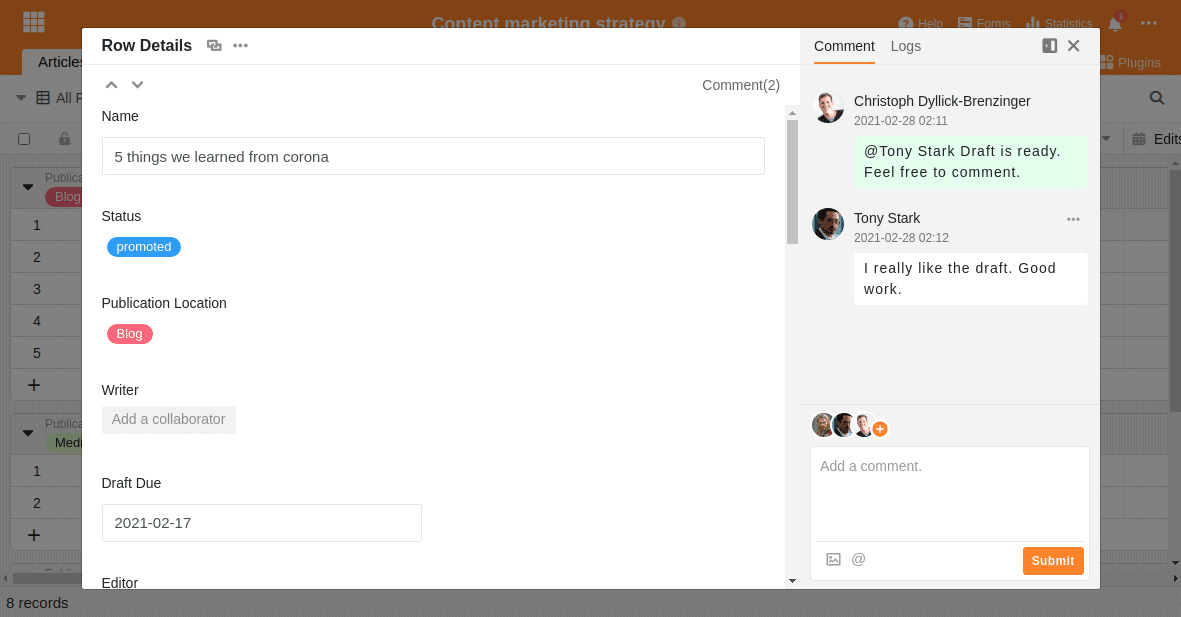 Content marketing strategy
Help
Forms
Statistics
1
Articles
Plugins
Row Details
Comment
Logs
All
Comment(2)
Name
5 things we learned from corona
Status
promoted
Publication Location
Blog
Writer
Add a collaborator
Draft Due
2021-02-17
Editor
Christoph Dyllick-Brenzinger
2021-02-28 02:11
@Tony Stark Draft is ready.
Feel free to comment.
Tony Stark
2021-02-28 02:12
I really like the draft. Good
work.
Add a comment.
@
Submit
Edits
Blog
1
2
3
4
5
1
2
8 records